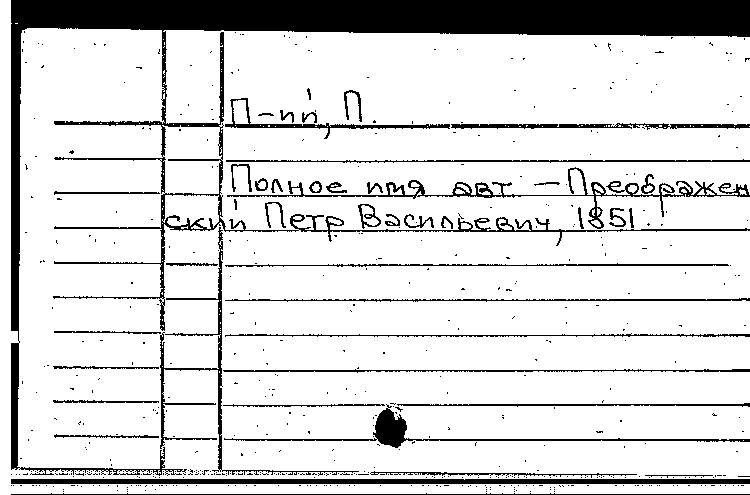 П-ий, П.
Полное имя авт. — Преображен
ский Петр Васильевич, 1851.